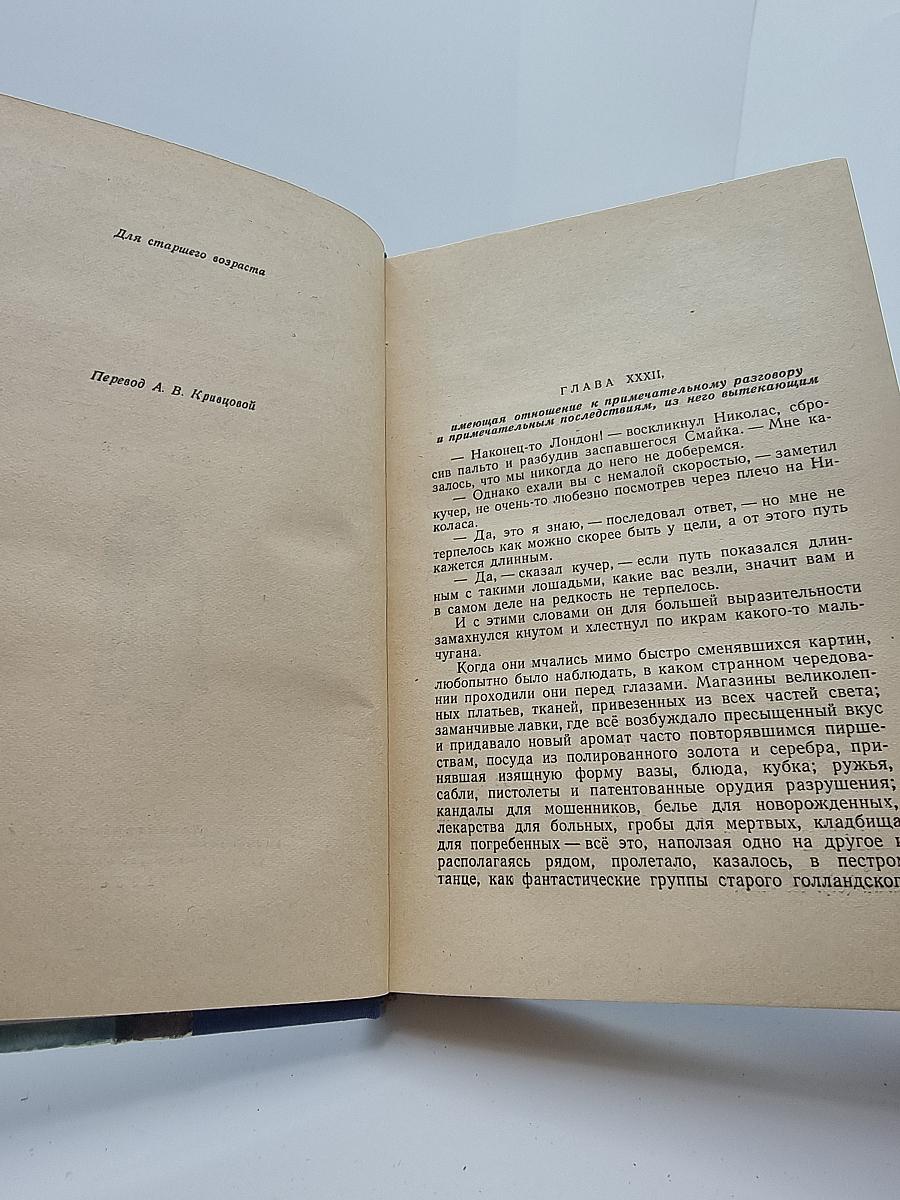 Для старшего возраста
Перевод А. В. Кривцовой
ГЛАВА XXXII,
имеющая отношение к примечательному разговору
и примечательным последствиям, из него вытекающим
— Наконец-то Лондон! — воскликнул Николас, сбро-
сив пальто и разбудив заспавшегося Смайка. — Мне ка-
залось, что мы никогда до него не доберемся.
— Однако ехали вы с немалой скоростью, — заметил
кучер, не очень-то любезно посмотрев через плечо на Ни-
коласа.
— Да, это я знаю, — последовал ответ, — но мне не
терпелось как можно скорее быть у цели, а от этого путь
кажется длинным.
— Да, — сказал кучер, — если путь показался длин-
ным с такими лошадьми, какие вас везли, значит вам и
в самом деле на редкость не терпелось.
И с этими словами он для большей выразительности
замахнулся кнутом и хлестнул по икрам какого-то маль-
чугана.
Когда они мчались мимо быстро сменявшихся картин,
любопытно было наблюдать, в каком странном чередова-
нии проходили они перед глазами. Магазины великолеп-
ных платьев, тканей, привезенных из всех частей света;
заманчивые лавки, где всё возбуждало пресыщенный вкус
и придавало новый аромат часто повторявшимся пирше-
ствам, посуда из полированного золота и серебра, при-
нявшая изящную форму вазы, блюда, кубка; ружья,
сабли, пистолеты и патентованные орудия разрушения;
кандалы для мошенников, белье для новорожденных,
лекарства для больных, гробы для мертвых, кладбища
для погребенных — всё это, наползая одно на другое и
располагаясь рядом, пролетало, казалось, в пестром
танце, как фантастические группы старого голландского